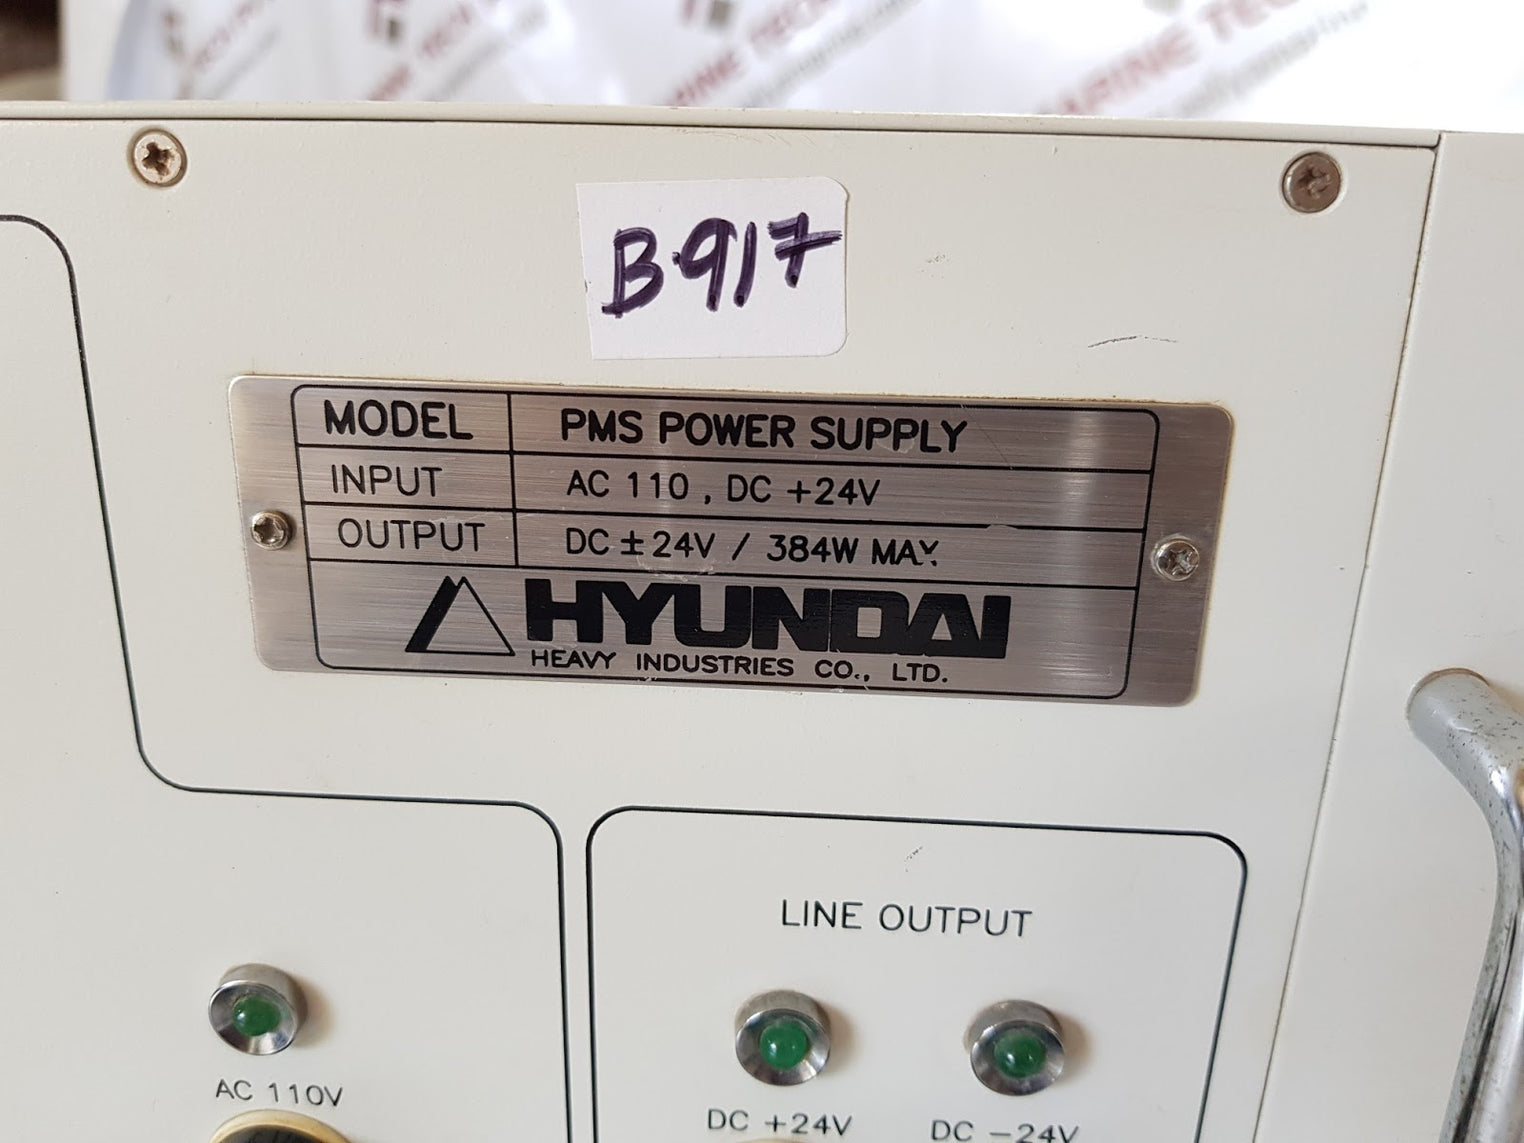 B.917
MODEL PMS POWER SUPPLY
INPUT AC 110 , DC +24V
OUTPUT DC ± 24V / 384W MAX
HYUNDAI
HEAVY INDUSTRIES CO., LTD.
LINE OUTPUT
AC 110V
DC +24V DC −24V